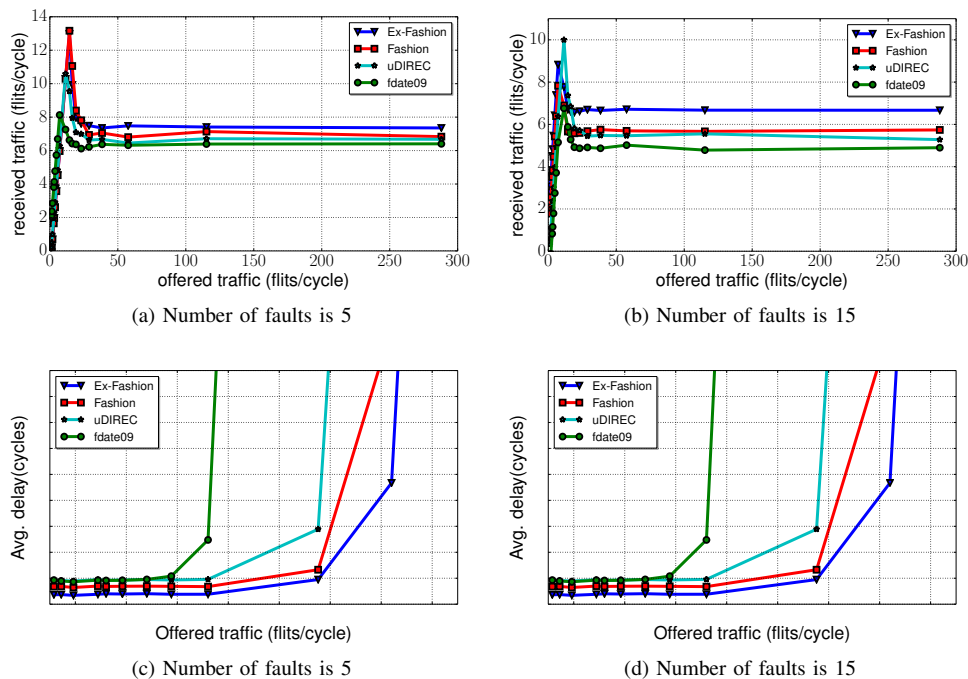 14
12
10
8
6
4
2
0
received traffic (flits/cycle)
Ex-Fashion
Fashion
uDIREC
fdate09
0 50 100 150 200 250 300
offered traffic (flits/cycle)
(a) Number of faults is 5
10
8
6
4
2
0
received traffic (flits/cycle)
Ex-Fashion
Fashion
uDIREC
fdate09
0 50 100 150 200 250 300
offered traffic (flits/cycle)
(b) Number of faults is 15
Avg. delay(cycles)
Ex-Fashion
Fashion
uDIREC
fdate09
Offered traffic (flits/cycle)
(c) Number of faults is 5
Avg. delay(cycles)
Ex-Fashion
Fashion
uDIREC
fdate09
Offered traffic (flits/cycle)
(d) Number of faults is 15